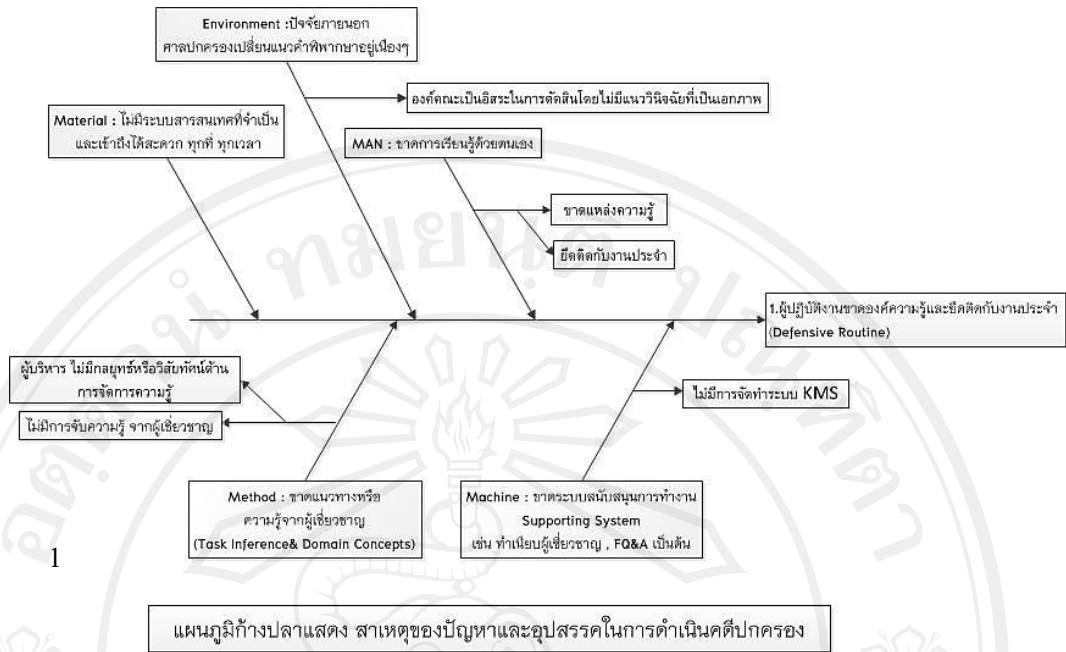 Environment :ปัจจัยภายนอก
ศาลปกครองเปลี่ยนแนวคำพิพากษาอยู่เนืองๆ
องค์คณะเป็นอิสระในการตัดสินโดยไม่มีแนววินิจฉัยที่เป็นเอกภาพ
Material : ไม่มีระบบสารสนเทศที่จำเป็น
และเข้าถึงได้สะดวก ทุกที่ ทุกเวลา
MAN : ขาดการเรียนรู้ด้วยตนเอง
ขาดแหล่งความรู้
ยึดติดกับงานประจำ
1.ผู้ปฏิบัติงานขาดองค์ความรู้และยึดติดกับงานประจำ
(Defensive Routine)
ผู้บริหาร ไม่มีกลยุทธ์หรือวิสัยทัศน์ด้าน
การจัดการความรู้
ไม่มีการจับความรู้ จากผู้เชี่ยวชาญ
ไม่มีการจัดทำระบบ KMS
Method : ขาดแนวทางหรือ
ความรู้จากผู้เชี่ยวชาญ
(Task Inference& Domain Concepts)
Machine : ขาดระบบสนับสนุนการทำงาน
Supporting System
เช่น ทำเนียบผู้เชี่ยวชาญ , FQ&A เป็นต้น
1
แผนภูมิก้างปลาแสดง สาเหตุของปัญหาและอุปสรรคในการดำเนินคดีปกครอง